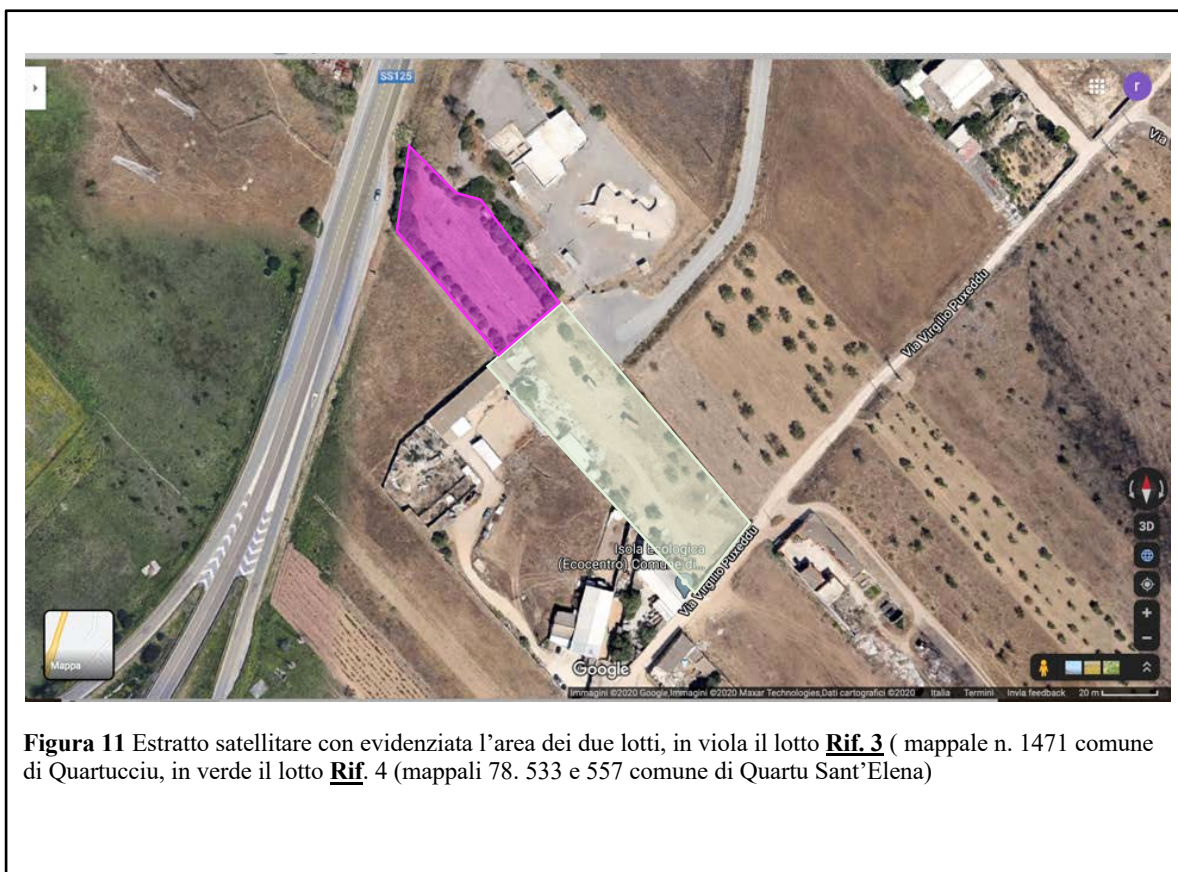 SS125
r
Via
Via Virgilio Puxeddu
Isola Ecologica
(Ecocentro) Comune di...
Via Virgilio Puxeddu
3D
Mappa
Google
Immagini ©2020 Google,Immagini ©2020 Maxar Technologies,Dati cartografici ©2020 Italia Termini Invia feedback 20 m
Figura 11 Estratto satellitare con evidenziata l’area dei due lotti, in viola il lotto Rif. 3 ( mappale n. 1471 comune
di Quartucciu, in verde il lotto Rif. 4 (mappali 78. 533 e 557 comune di Quartu Sant’Elena)